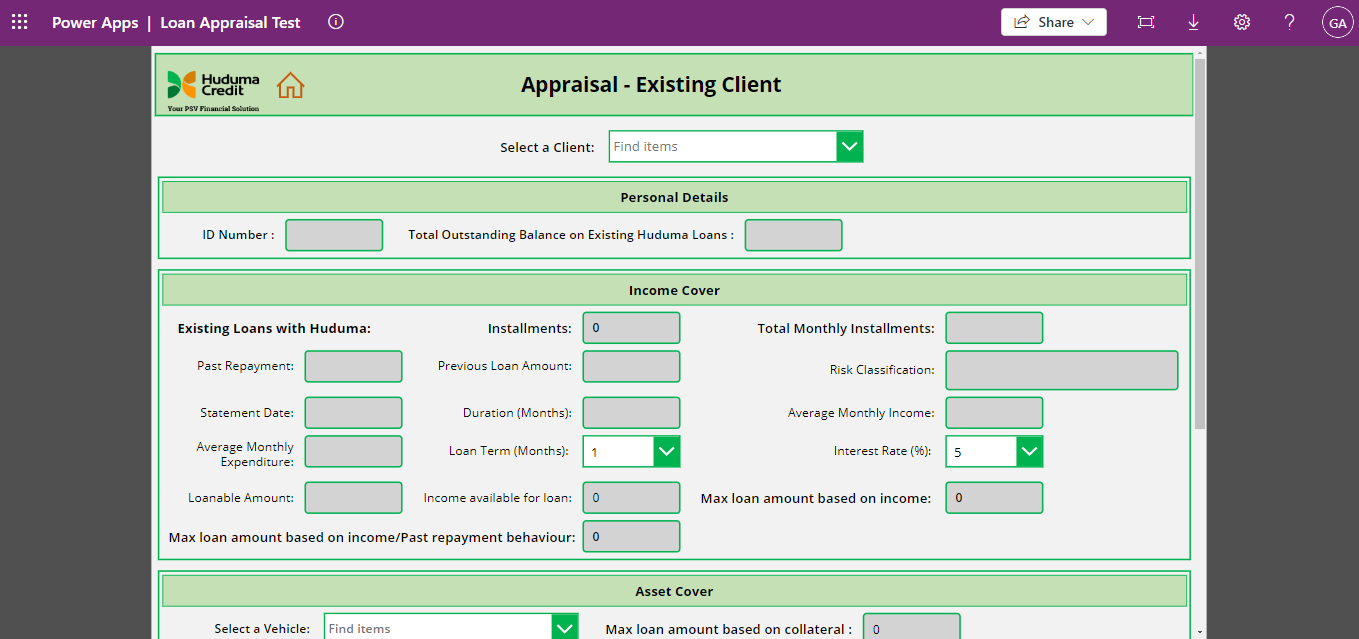 Power Apps | Loan Appraisal Test
Share
?
GA
Huduma
Credit
Your PSV Financial Solution
Appraisal - Existing Client
Select a Client: Find items
Personal Details
ID Number : Total Outstanding Balance on Existing Huduma Loans :
Income Cover
Existing Loans with Huduma: Installments: 0 Total Monthly Installments:
Past Repayment: Previous Loan Amount: Risk Classification:
Statement Date: Duration (Months): Average Monthly Income:
Average Monthly
Expenditure:
Loan Term (Months): 1 Interest Rate (%): 5
Loanable Amount: Income available for loan: 0 Max loan amount based on income: 0
Max loan amount based on income/Past repayment behaviour: 0
Asset Cover
Select a Vehicle: Find items Max loan amount based on collateral : 0